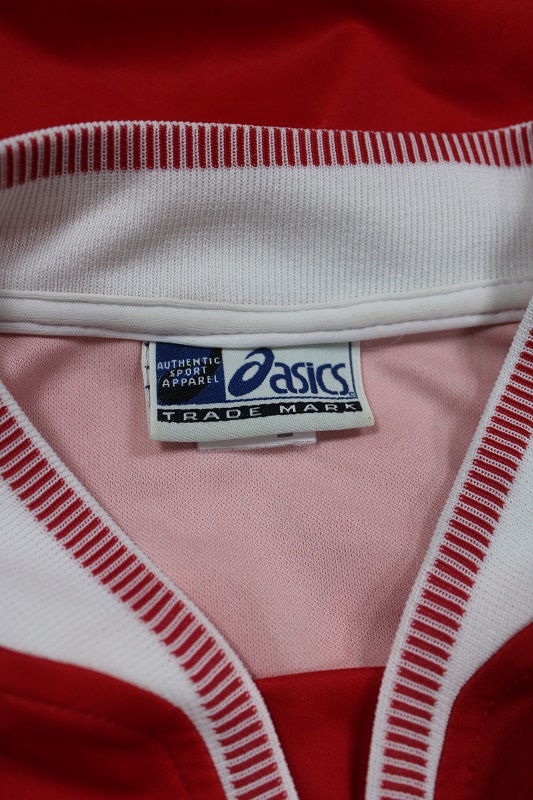 AUTHENTIC
SPORT
APPAREL
asics
TRADE MARK